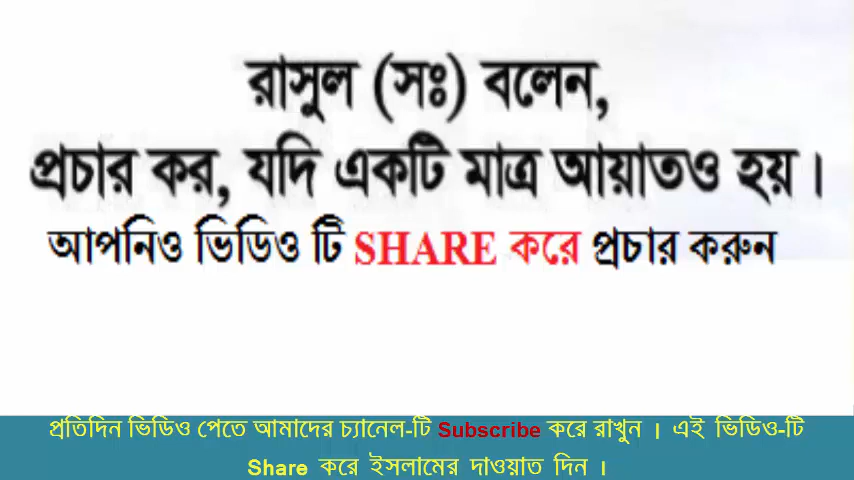 রাসুল (সঃ) বলেন,
প্রচার কর, যদি একটি মাত্র আয়াতও হয়।
আপনিও ভিডিও টি SHARE করে প্রচার করুন
প্রতিদিন ভিডিও পেতে আমাদের চ্যানেল-টি Subscribe করে রাখুন । এই ভিডিও-টি
Share করে ইসলামের দাওয়াত দিন ।